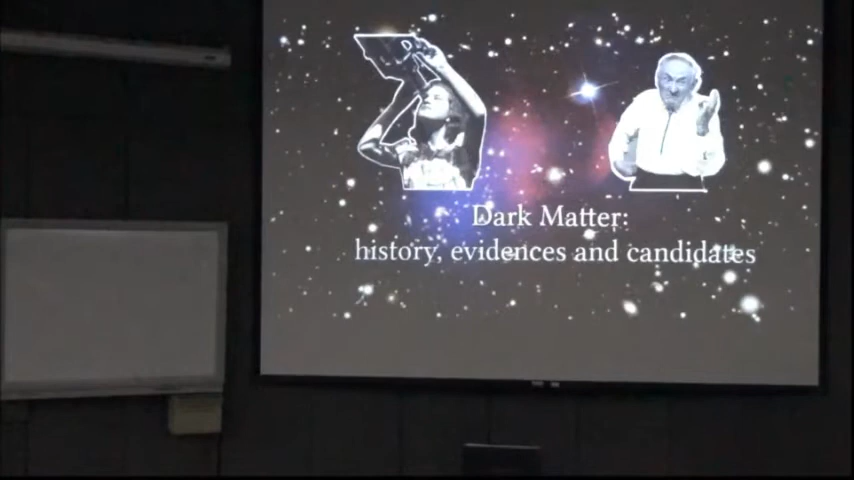 Dark Matter:
history, evidences and candidates